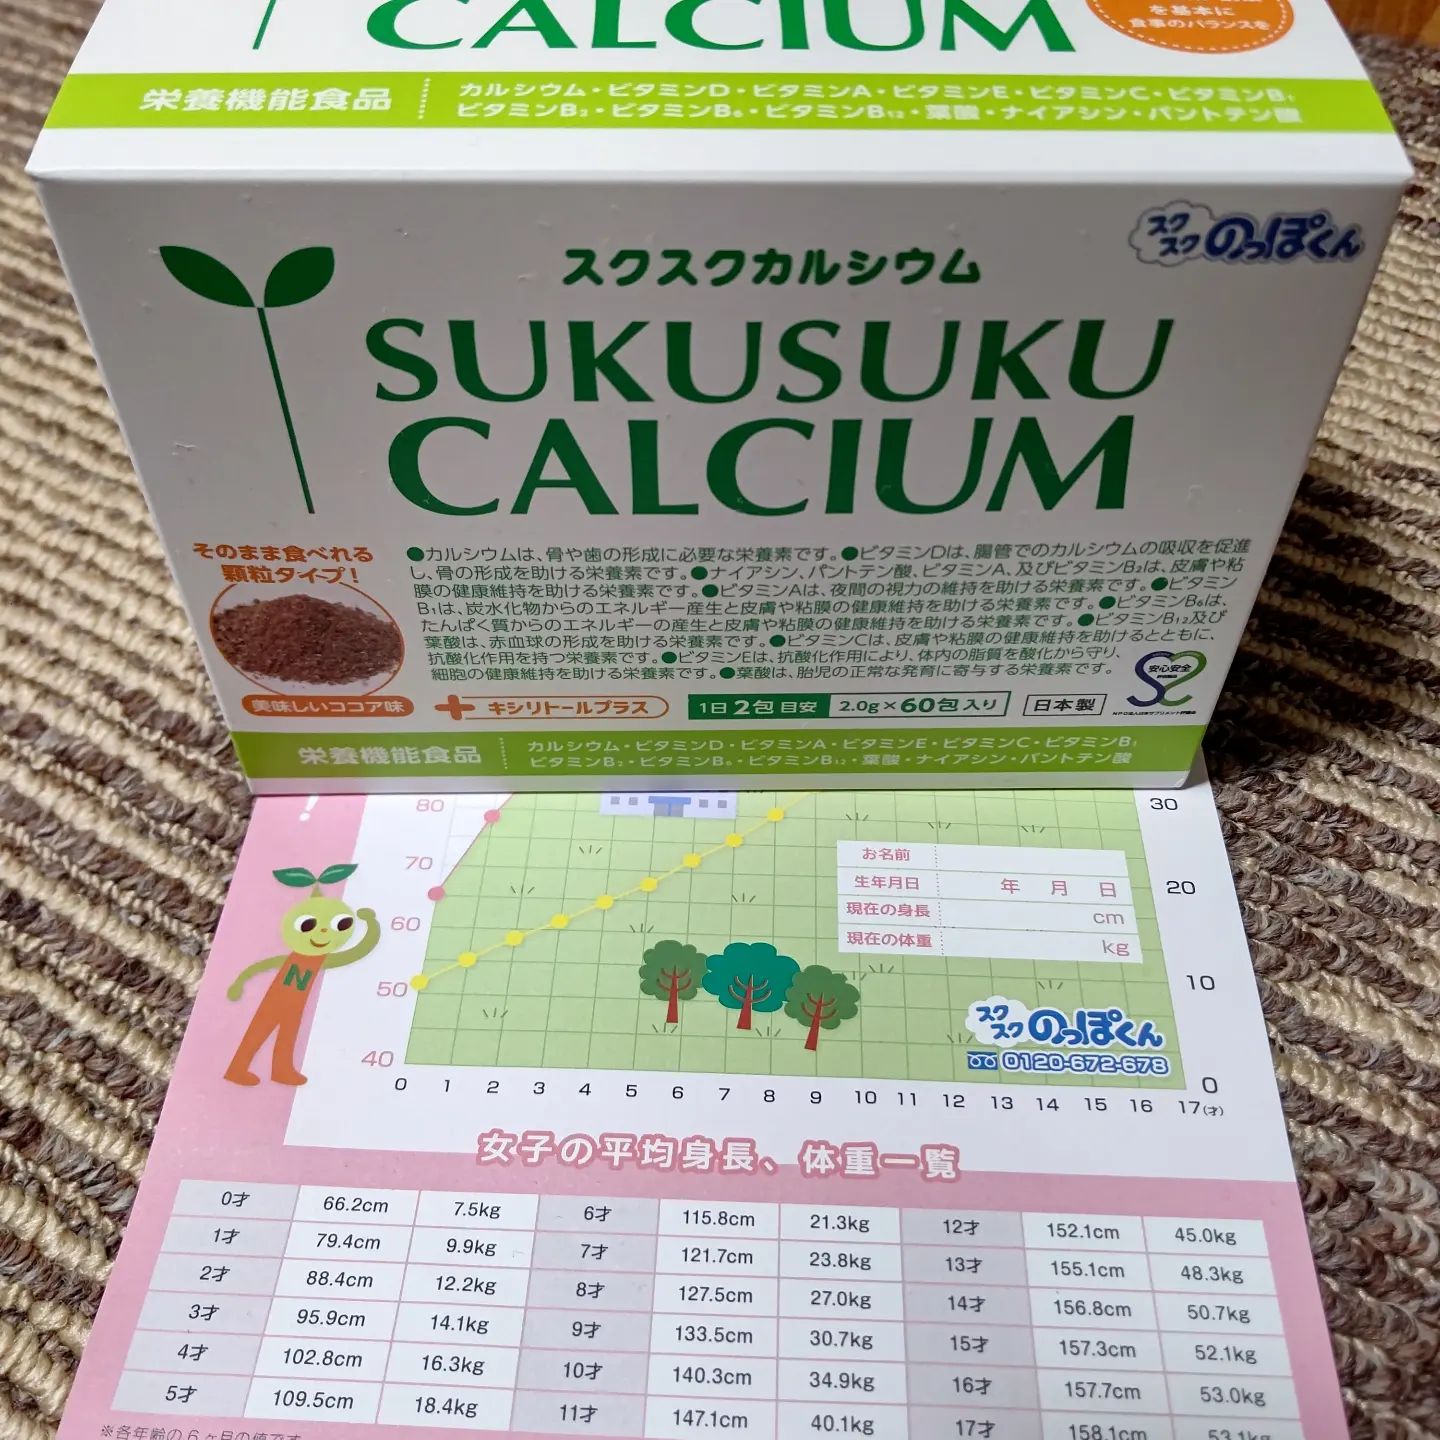 CALCIUM
を基本に
食事のバランスを
栄養機能食品
カルシウム・ビタミンD・ビタミンA・ビタミンE・ビタミンC・ビタミンB1
ビタミンB2・ビタミンB6・ビタミンB12・葉酸・ナイアシン・パントテン酸
スクスクのっぽくん
スクスクカルシウム
SUKUSUKU
CALCIUM
そのまま食べれる
顆粒タイプ!
美味しいココア味
●カルシウムは、骨や歯の形成に必要な栄養素です。●ビタミンDは、腸管でのカルシウムの吸収を促進
し、骨の形成を助ける栄養素です。●ナイアシン、パントテン酸、ビタミンA、及びビタミンB2は、皮膚や粘
膜の健康維持を助ける栄養素です。●ビタミンAは、夜間の視力の維持を助ける栄養素です。●ビタミン
B1は、炭水化物からのエネルギー産生と皮膚や粘膜の健康維持を助ける栄養素です。●ビタミンB6は、
たんぱく質からのエネルギーの産生と皮膚や粘膜の健康維持を助ける栄養素です。●ビタミンB12及び
葉酸は、赤血球の形成を助ける栄養素です。●ビタミンCは、皮膚や粘膜の健康維持を助けるとともに、
抗酸化作用を持つ栄養素です。●ビタミンEは、抗酸化作用により、体内の脂質を酸化から守り、
細胞の健康維持を助ける栄養素です。●葉酸は、胎児の正常な発育に寄与する栄養素です。
安心安全
+キシリトールプラス
1日2包目安 2.0g×60包入り
日本製
栄養機能食品
カルシウム・ビタミンD・ビタミンA・ビタミンE・ビタミンC・ビタミンB1
ビタミンB2・ビタミンB6・ビタミンB12・葉酸・ナイアシン・パントテン酸
!
80
70
60
50
40
30
20
10
0
お名前
生年月日 年 月 日
現在の身長 cm
現在の体重 kg
N
スクスクのっぽくん
0120-672-678
0 1 2 3 4 5 6 7 8 9 10 11 12 13 14 15 16 17(才)
女子の平均身長、体重一覧
0才 66.2cm 7.5kg 6才 115.8cm 21.3kg 12才 152.1cm 45.0kg
1才 79.4cm 9.9kg 7才 121.7cm 23.8kg 13才 155.1cm 48.3kg
2才 88.4cm 12.2kg 8才 127.5cm 27.0kg 14才 156.8cm 50.7kg
3才 95.9cm 14.1kg 9才 133.5cm 30.7kg 15才 157.3cm 52.1kg
4才 102.8cm 16.3kg 10才 140.3cm 34.9kg 16才 157.7cm 53.0kg
5才 109.5cm 18.4kg 11才 147.1cm 40.1kg 17才 158.1cm 53.1kg
※各年齢の6ヶ月の値です